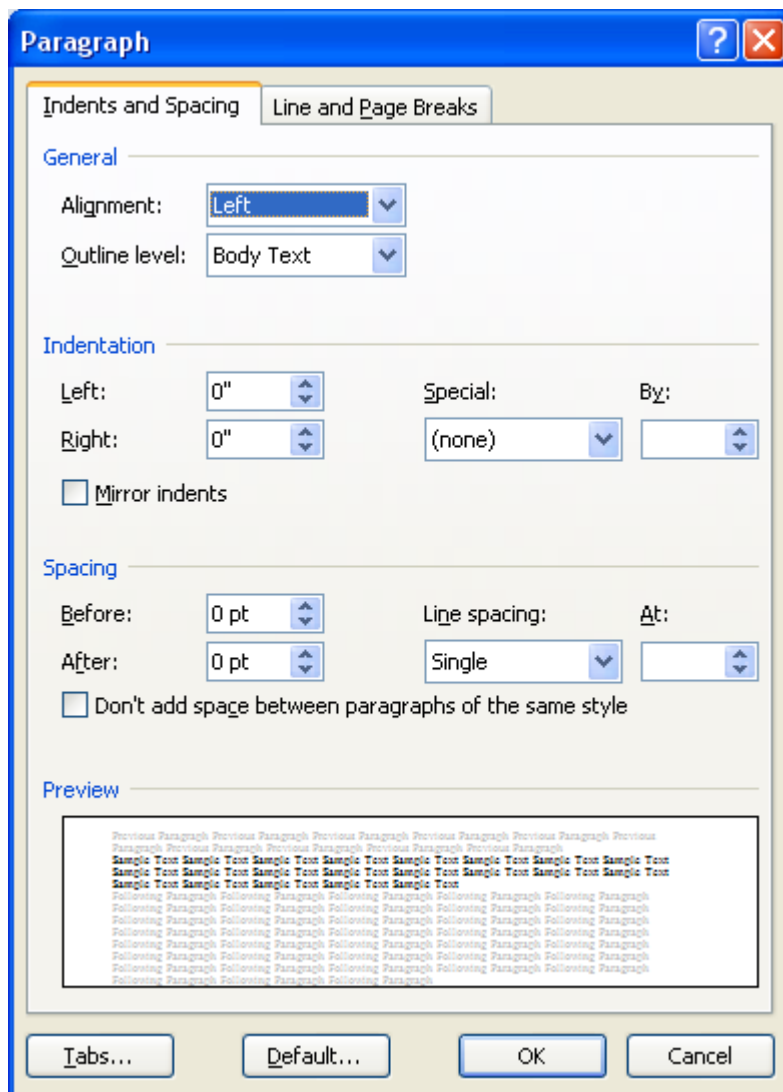 Paragraph
Indents and Spacing Line and Page Breaks
General
Alignment: Left
Outline level: Body Text
Indentation
Left: 0" Special: By:
Right: 0" (none)
Mirror indents
Spacing
Before: 0 pt Line spacing: At:
After: 0 pt Single
Don't add space between paragraphs of the same style
Preview
Previous Paragraph Previous Paragraph Previous Paragraph Previous Paragraph Previous Paragraph Previous
Paragraph Previous Paragraph Previous Paragraph Previous Paragraph Previous Paragraph
Sample Text Sample Text Sample Text Sample Text Sample Text Sample Text Sample Text Sample Text
Sample Text Sample Text Sample Text Sample Text Sample Text Sample Text Sample Text Sample Text
Sample Text Sample Text Sample Text Sample Text Sample Text
Following Paragraph Following Paragraph Following Paragraph Following Paragraph Following Paragraph
Following Paragraph Following Paragraph Following Paragraph Following Paragraph Following Paragraph
Following Paragraph Following Paragraph Following Paragraph Following Paragraph Following Paragraph
Following Paragraph Following Paragraph Following Paragraph Following Paragraph Following Paragraph
Following Paragraph Following Paragraph Following Paragraph Following Paragraph Following Paragraph
Following Paragraph Following Paragraph Following Paragraph Following Paragraph Following Paragraph
Following Paragraph Following Paragraph Following Paragraph Following Paragraph Following Paragraph
Following Paragraph Following Paragraph Following Paragraph
Tabs... Default... OK Cancel